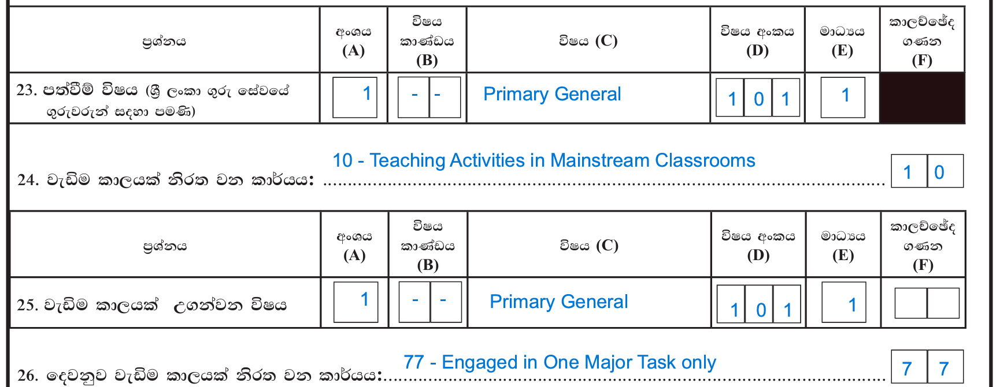 ප්‍රශ්නය අංශය (A) විෂය කාණ්ඩය (B) විෂය (C) විෂය අංකය (D) මාධ්‍යය (E) කාලච්ඡේද ගණන (F)
23. පත්වීම් විෂය (ශ්‍රී ලංකා ගුරු සේවයේ 1 - - Primary General 1 0 1 1
ගුරුවරුන් සදහා පමණි)
10 - Teaching Activities in Mainstream Classrooms 1 0
24. වැඩිම කාලයක් නිරත වන කාර්යය: ........................................................................
ප්‍රශ්නය අංශය (A) විෂය කාණ්ඩය (B) විෂය (C) විෂය අංකය (D) මාධ්‍යය (E) කාලච්ඡේද ගණන (F)
25. වැඩිම කාලයක් උගන්වන විෂය 1 - - Primary General 1 0 1 1
77 - Engaged in One Major Task only 7 7
26. දෙවනුව වැඩිම කාලයක් නිරත වන කාර්යය:........................................................................